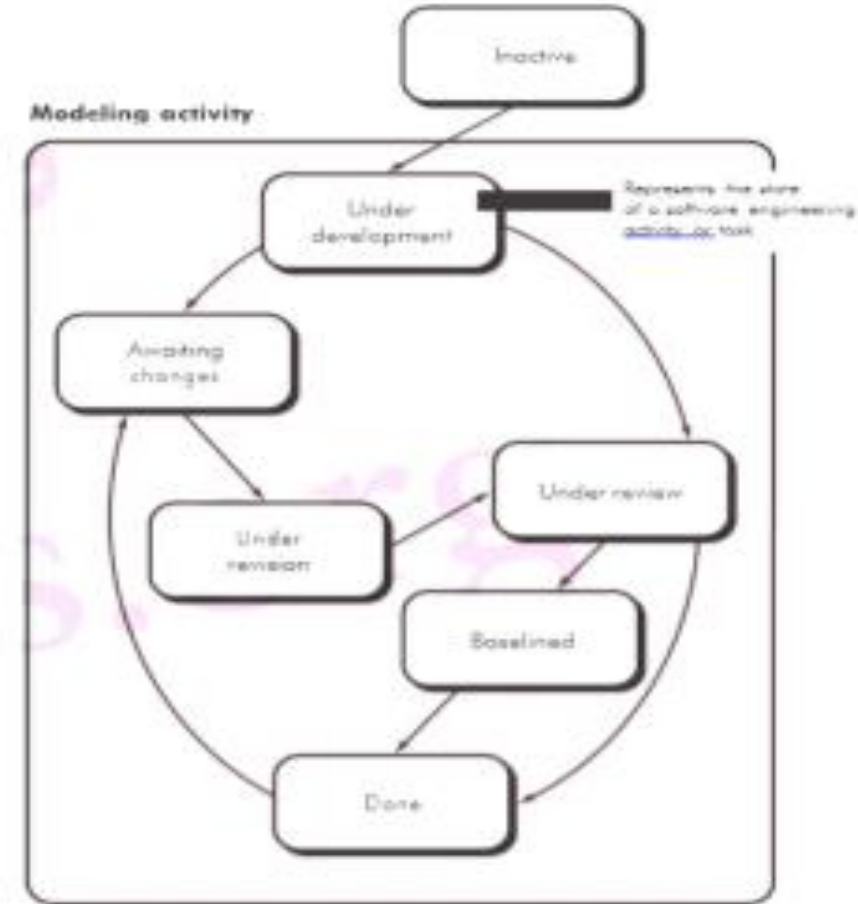 Inactive
Modeling activity
Under
development
Represents the state
of a software engineering
activity or task
Awaiting
changes
Under review
Under
revision
Baselined
Done